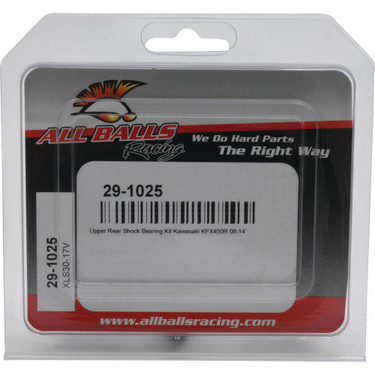 ALL BALLS
Racing
We Do Hard Parts
The Right Way
29-1025
Upper Rear Shock Bearing Kit Kawasaki KFX450R 08-14
29-1025
XLS30-17V
www.allballsracing.com